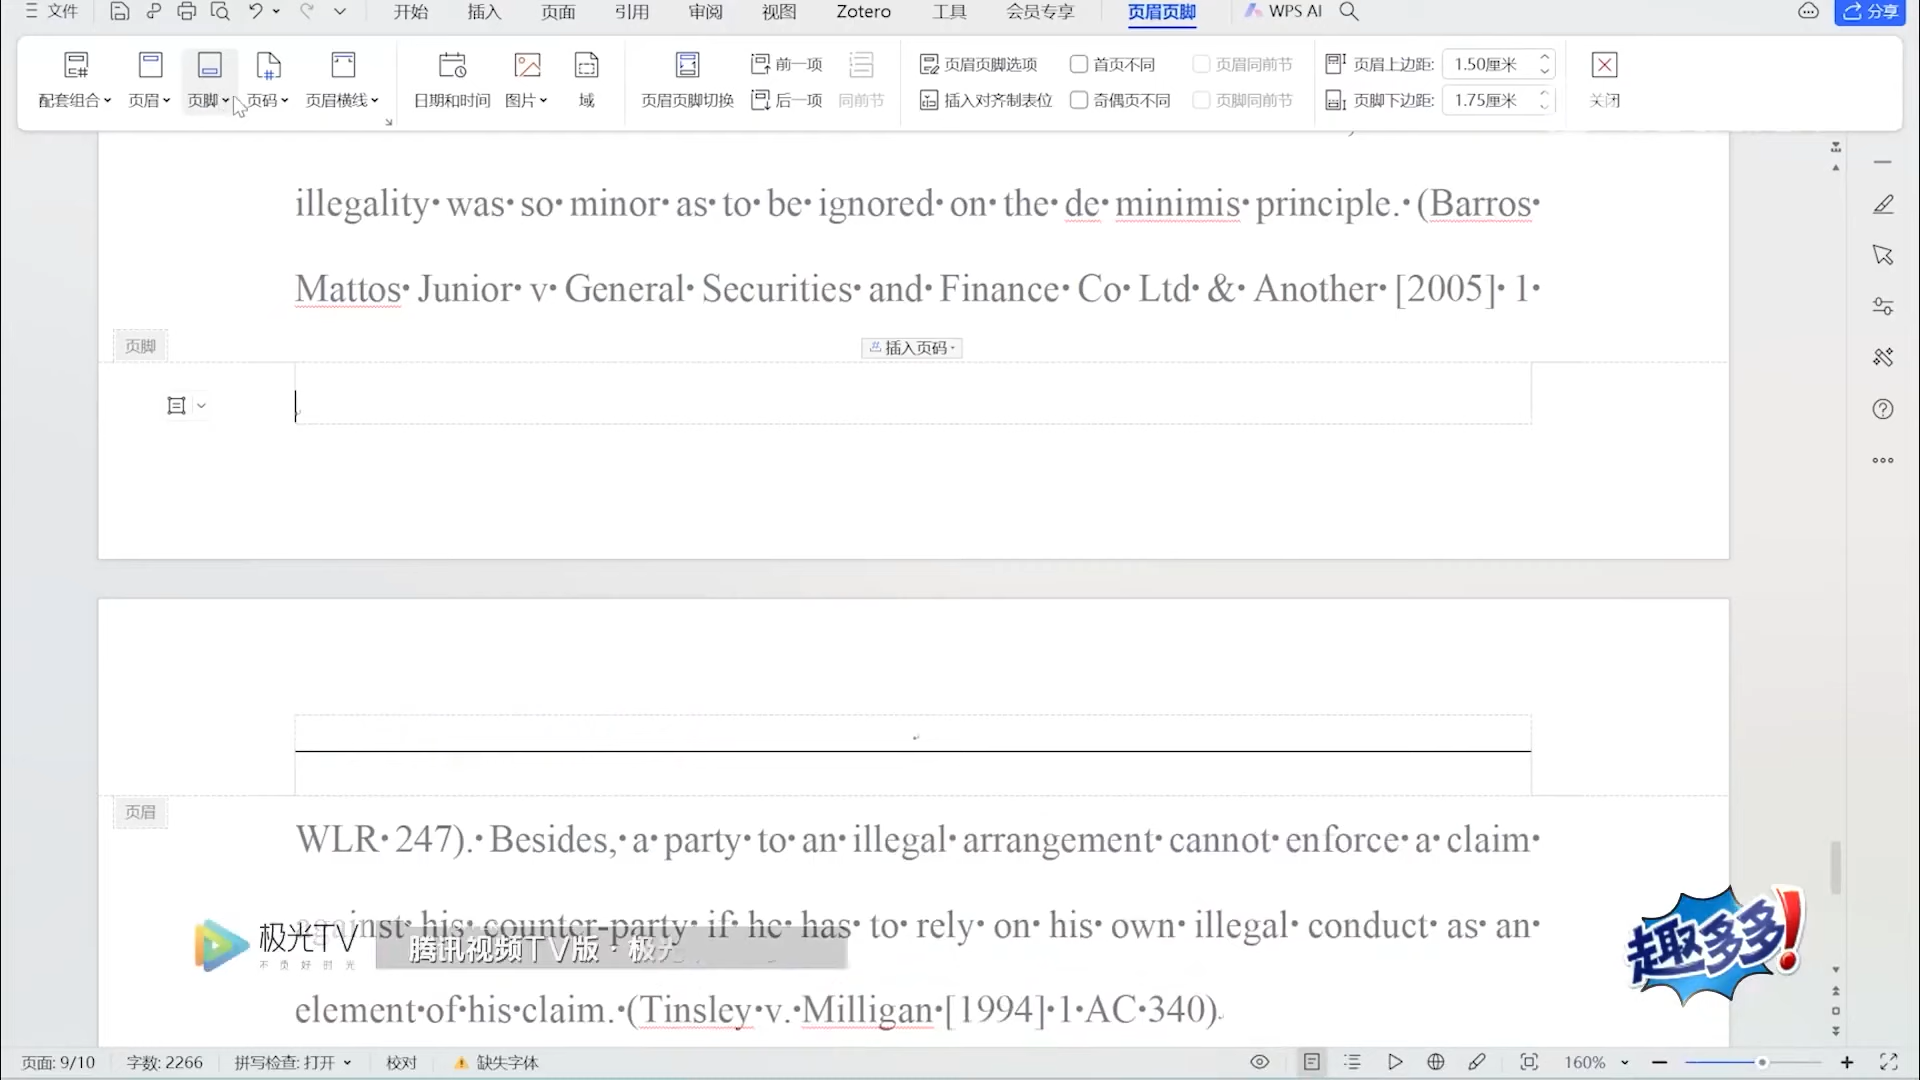 文件 开始 插入 页面 引用 审阅 视图 Zotero 工具 会员专享 页眉页脚 WPS AI 分享
配套组合 页眉 页脚 页码 页眉横线 日期和时间 图片 域 页眉页脚切换 前一项 后一项 同前节 页眉页脚选项 插入对齐制表位 首页不同 奇偶页不同 页眉同前节 页脚同前节 页眉上边距: 1.50厘米 页脚下边距: 1.75厘米 关闭
illegality was so minor as to be ignored on the de minimis principle. (Barros
Mattos Junior v General Securities and Finance Co Ltd & Another [2005] 1
页脚
插入页码
页眉
WLR 247). Besides, a party to an illegal arrangement cannot enforce a claim
against his counter-party if he has to rely on his own illegal conduct as an
极光TV
不负好时光
腾讯视频TV版·极光
趣多多!
element of his claim. (Tinsley v. Milligan [1994] 1 AC 340)
页面: 9/10 字数: 2266 拼写检查: 打开 校对 缺失字体 160%